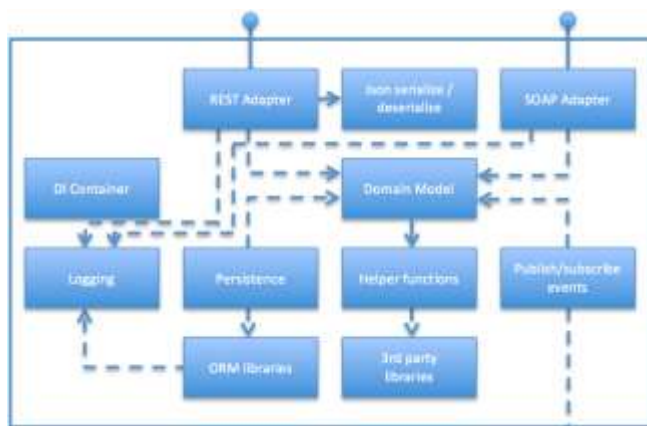 REST Adapter
Json serialise /
deserialise
SOAP Adapter
DI Container
Domain Model
Logging
Persistence
Helper functions
Publish/subscribe
events
ORM libraries
3rd party
libraries